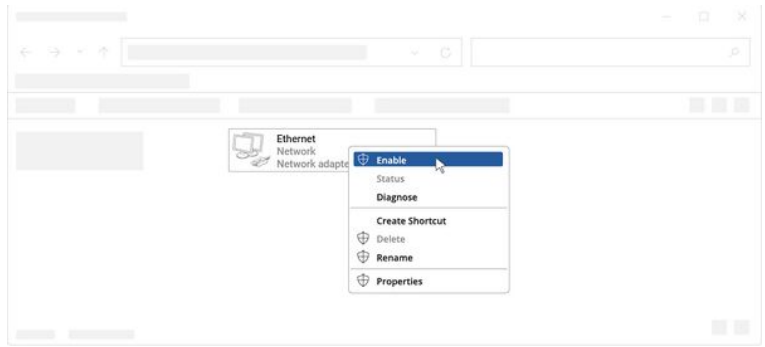 Ethernet
Network
Network adapte
Enable
Status
Diagnose
Create Shortcut
Delete
Rename
Properties